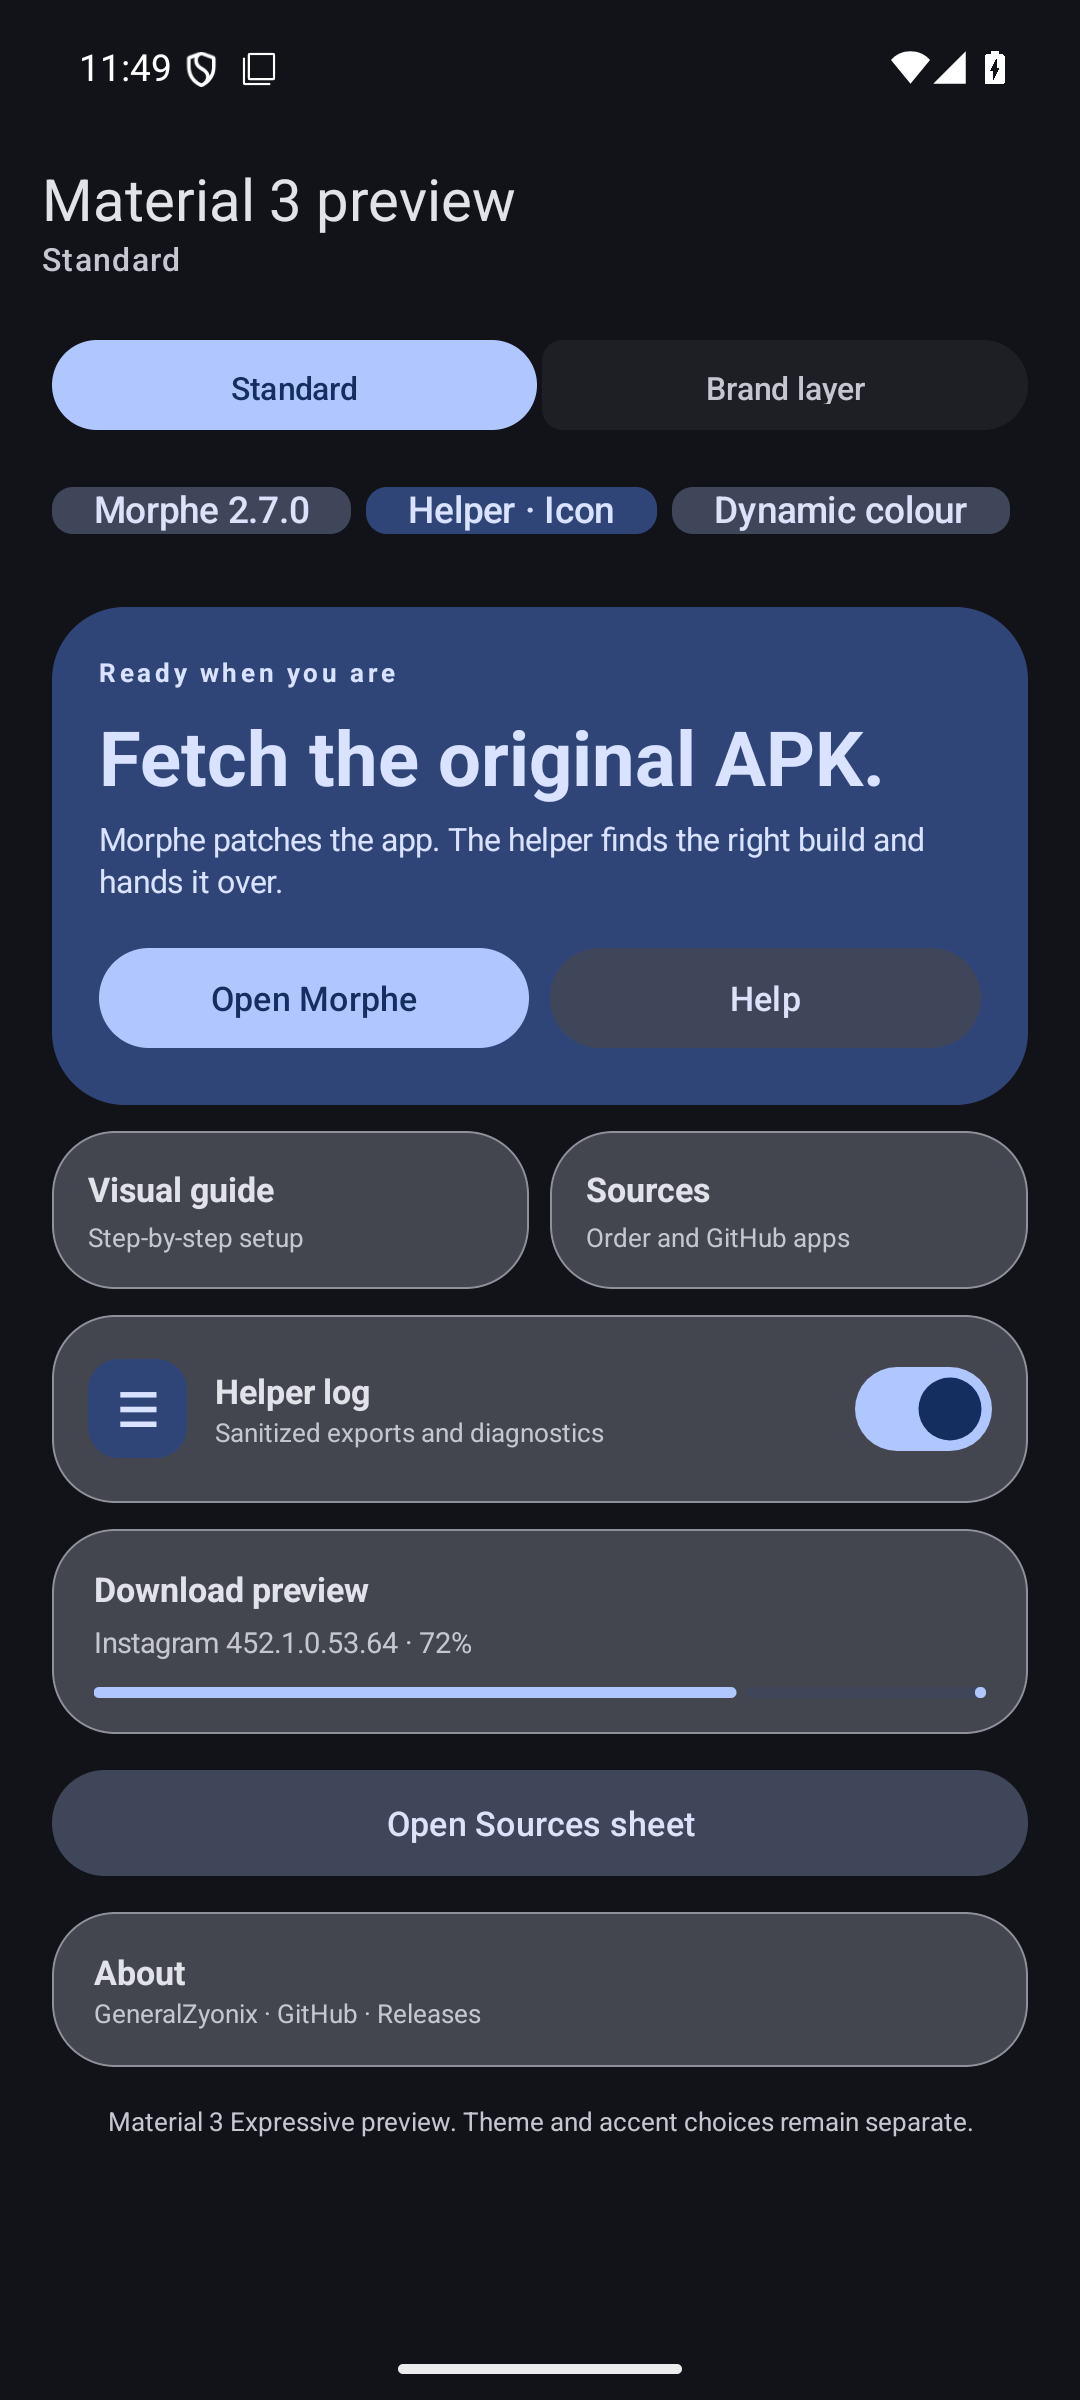 11:49
Material 3 preview
Standard
Standard
Brand layer
Morphe 2.7.0
Helper · Icon
Dynamic colour
Ready when you are
Fetch the original APK.
Morphe patches the app. The helper finds the right build and
hands it over.
Open Morphe
Help
Visual guide
Step-by-step setup
Sources
Order and GitHub apps
Helper log
Sanitized exports and diagnostics
Download preview
Instagram 452.1.0.53.64 · 72%
Open Sources sheet
About
GeneralZyonix · GitHub · Releases
Material 3 Expressive preview. Theme and accent choices remain separate.